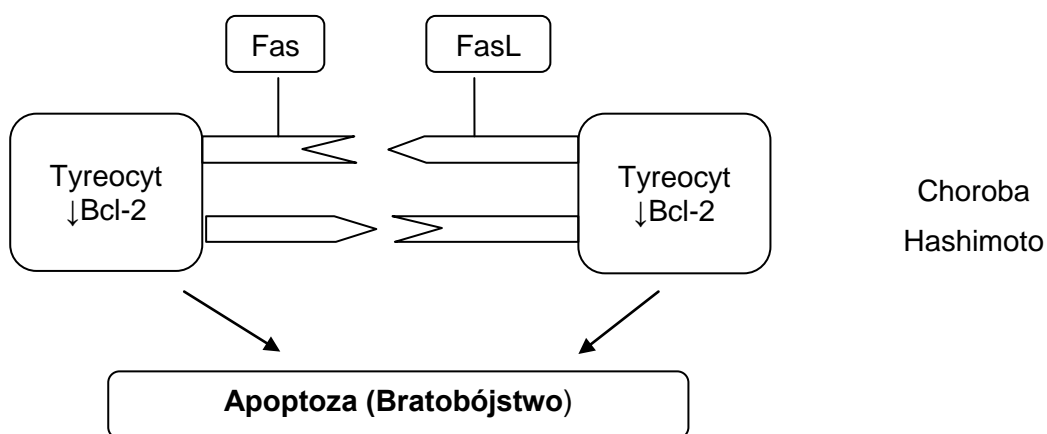 Fas
FasL
Tyreocyt
↓Bcl-2
Tyreocyt
↓Bcl-2
Choroba
Hashimoto
Apoptoza (Bratobójstwo)